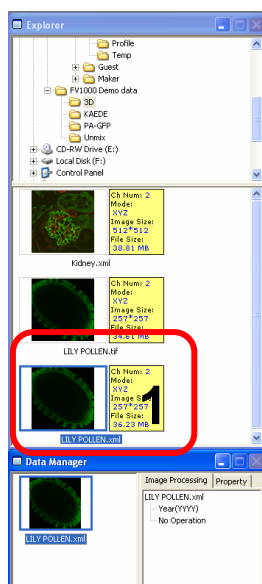 Explorer
Profile
Temp
Guest
Maker
FV1000 Demo data
3D
KAEDE
PA-GFP
Unmix
CD-RW Drive (E:)
Local Disk (F:)
Control Panel
Ch Num: 2
Mode:
XYZ
Image Size:
512*512
File Size:
38.81 MB
Kidney.xml
Ch Num: 2
Mode:
XYZ
Image Size:
257*257
File Size:
34.61 MB
LILY POLLEN.tif
Ch Num: 2
Mode:
XYZ
Image Size:
257*257
File Size:
36.23 MB
1
LILY POLLEN.xml
Data Manager
Image Processing
Property
LILY POLLEN.xml
Year(YYYY)
No Operation
LILY POLLEN.xml